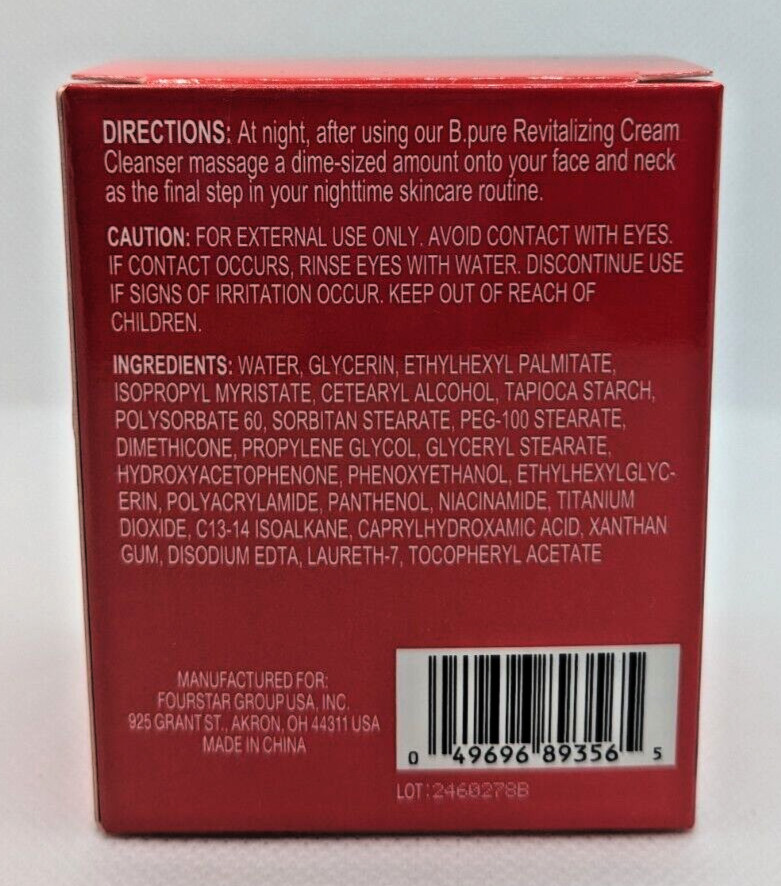 DIRECTIONS: At night, after using our B.pure Revitalizing Cream
Cleanser massage a dime-sized amount onto your face and neck
as the final step in your nighttime skincare routine.
CAUTION: FOR EXTERNAL USE ONLY. AVOID CONTACT WITH EYES.
IF CONTACT OCCURS, RINSE EYES WITH WATER. DISCONTINUE USE
IF SIGNS OF IRRITATION OCCUR. KEEP OUT OF REACH OF
CHILDREN.
INGREDIENTS: WATER, GLYCERIN, ETHYLHEXYL PALMITATE,
ISOPROPYL MYRISTATE, CETEARYL ALCOHOL, TAPIOCA STARCH,
POLYSORBATE 60, SORBITAN STEARATE, PEG-100 STEARATE,
DIMETHICONE, PROPYLENE GLYCOL, GLYCERYL STEARATE,
HYDROXYACETOPHENONE, PHENOXYETHANOL, ETHYLHEXYLGLYC-
ERIN, POLYACRYLAMIDE, PANTHENOL, NIACINAMIDE, TITANIUM
DIOXIDE, C13-14 ISOALKANE, CAPRYLHYDROXAMIC ACID, XANTHAN
GUM, DISODIUM EDTA, LAURETH-7, TOCOPHERYL ACETATE
MANUFACTURED FOR:
FOURSTAR GROUP USA, INC.
925 GRANT ST., AKRON, OH 44311 USA
MADE IN CHINA
0 49696 89356 5
LOT:2460278B